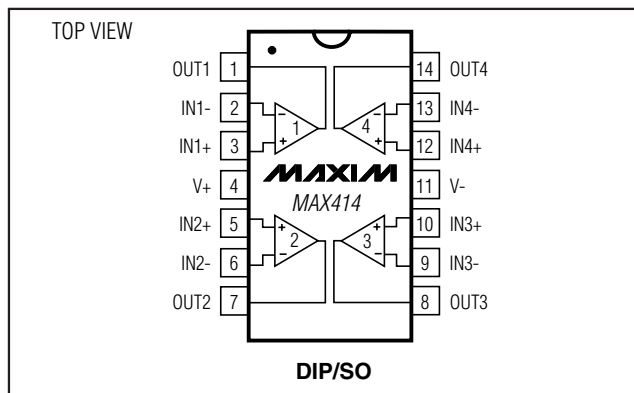 TOP VIEW
OUT1 1 14 OUT4
IN1- 2 13 IN4-
- -
1 4
+ +
IN1+ 3 12 IN4+
MAXIM
V+ 4 11 V-
MAX414
IN2+ 5 10 IN3+
+ +
2 3
- -
IN2- 6 9 IN3-
OUT2 7 8 OUT3
DIP/SO